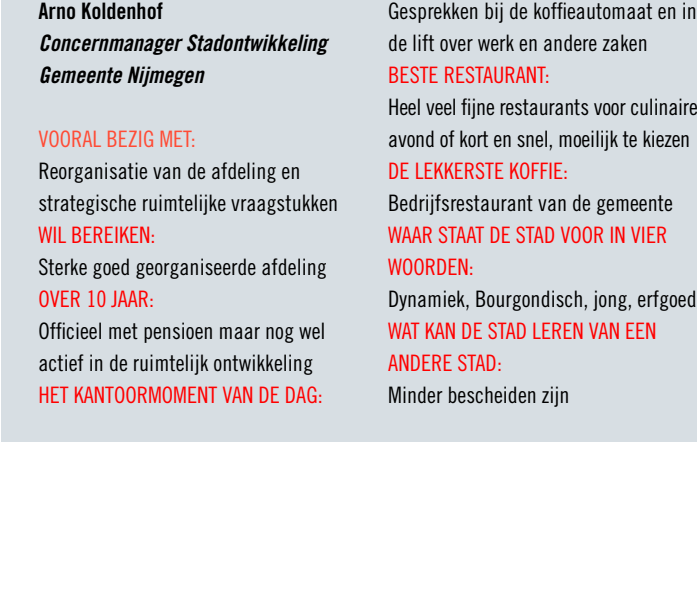 Arno Koldenhof
Concernmanager Stadontwikkeling
Gemeente Nijmegen
VOORAL BEZIG MET:
Reorganisatie van de afdeling en
strategische ruimtelijke vraagstukken
WIL BEREIKEN:
Sterke goed georganiseerde afdeling
OVER 10 JAAR:
Officieel met pensioen maar nog wel
actief in de ruimtelijk ontwikkeling
HET KANTOORMOMENT VAN DE DAG:
Gesprekken bij de koffieautomaat en in
de lift over werk en andere zaken
BESTE RESTAURANT:
Heel veel fijne restaurants voor culinaire
avond of kort en snel, moeilijk te kiezen
DE LEKKERSTE KOFFIE:
Bedrijfsrestaurant van de gemeente
WAAR STAAT DE STAD VOOR IN VIER
WOORDEN:
Dynamiek, Bourgondisch, jong, erfgoed
WAT KAN DE STAD LEREN VAN EEN
ANDERE STAD:
Minder bescheiden zijn